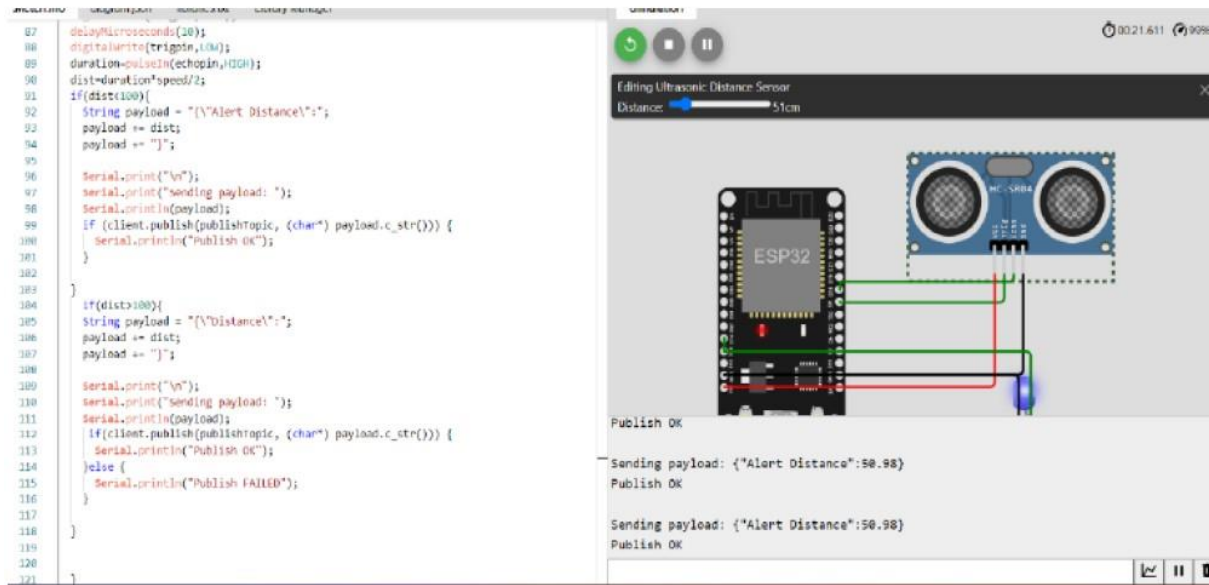 simulation
87 delayMicroseconds(10);
88 digitalWrite(trigpin,LOW);
89 duration=pulseIn(echopin,HIGH);
90 dist=duration*speed/2;
91 if(dist<100){
92 String payload = "{\"Alert Distance\":";
93 payload += dist;
94 payload += "}";
95
96 Serial.print("\n");
97 Serial.print("Sending payload: ");
98 Serial.println(payload);
99 if (client.publish(publishTopic, (char*) payload.c_str())) {
100 Serial.println("Publish OK");
101 }
102
103 }
104 if(dist>100){
105 String payload = "{\"Distance\":";
106 payload += dist;
107 payload += "}";
108
109 Serial.print("\n");
110 Serial.print("Sending payload: ");
111 Serial.println(payload);
112 if(client.publish(publishTopic, (char*) payload.c_str())) {
113 Serial.println("Publish OK");
114 }else {
115 Serial.println("Publish FAILED");
116 }
117
118 }
119
120
121 }
00:21.611 99%
Editing Ultrasonic Distance Sensor
Distance: 51cm
HC-SR04
ESP32
Publish OK
Sending payload: {"Alert Distance":50.98}
Publish OK
Sending payload: {"Alert Distance":50.98}
Publish OK